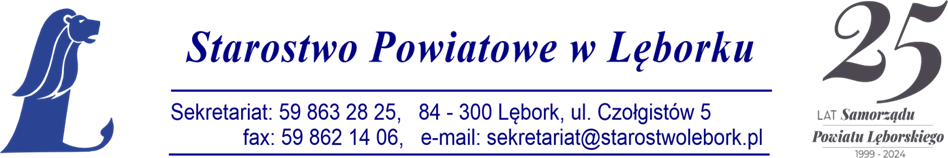 Starostwo Powiatowe w Lęborku
Sekretariat: 59 863 28 25, 84 - 300 Lębork, ul. Czołgistów 5
fax: 59 862 14 06, e-mail: sekretariat@starostwolebork.pl
25
LAT Samorządu
Powiatu Lęborskiego
1999 - 2024